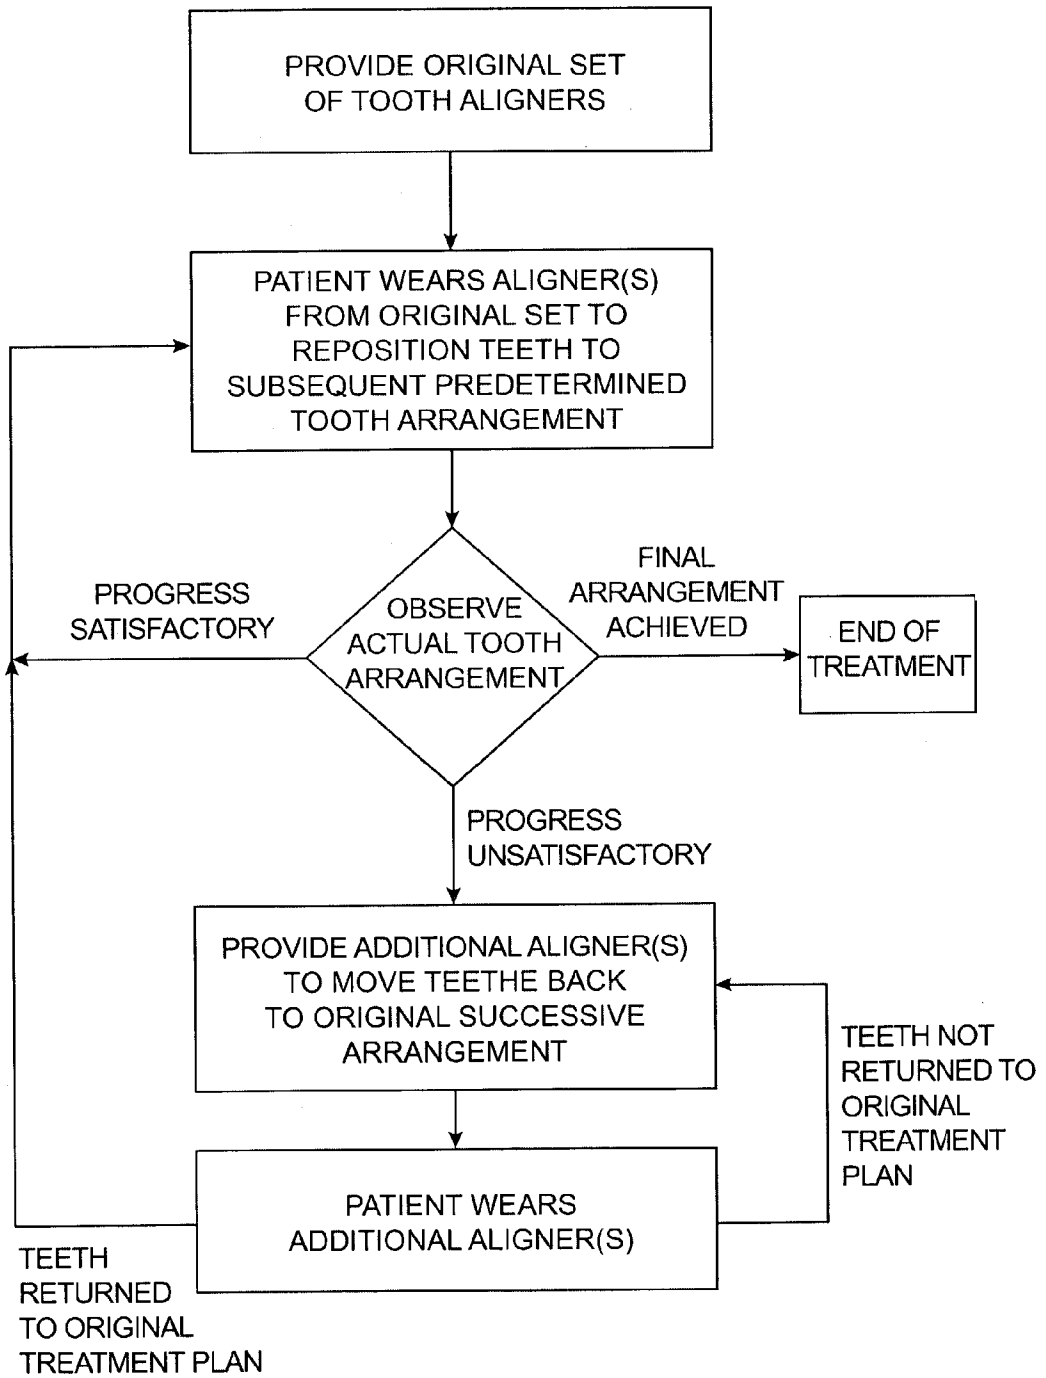 PROVIDE ORIGINAL SET
OF TOOTH ALIGNERS
PATIENT WEARS ALIGNER(S)
FROM ORIGINAL SET TO
REPOSITION TEETH TO
SUBSEQUENT PREDETERMINED
TOOTH ARRANGEMENT
PROGRESS
SATISFACTORY
OBSERVE
ACTUAL TOOTH
ARRANGEMENT
FINAL
ARRANGEMENT
ACHIEVED
END OF
TREATMENT
PROGRESS
UNSATISFACTORY
PROVIDE ADDITIONAL ALIGNER(S)
TO MOVE TEETHE BACK
TO ORIGINAL SUCCESSIVE
ARRANGEMENT
TEETH NOT
RETURNED TO
ORIGINAL
TREATMENT
PLAN
PATIENT WEARS
ADDITIONAL ALIGNER(S)
TEETH
RETURNED
TO ORIGINAL
TREATMENT PLAN